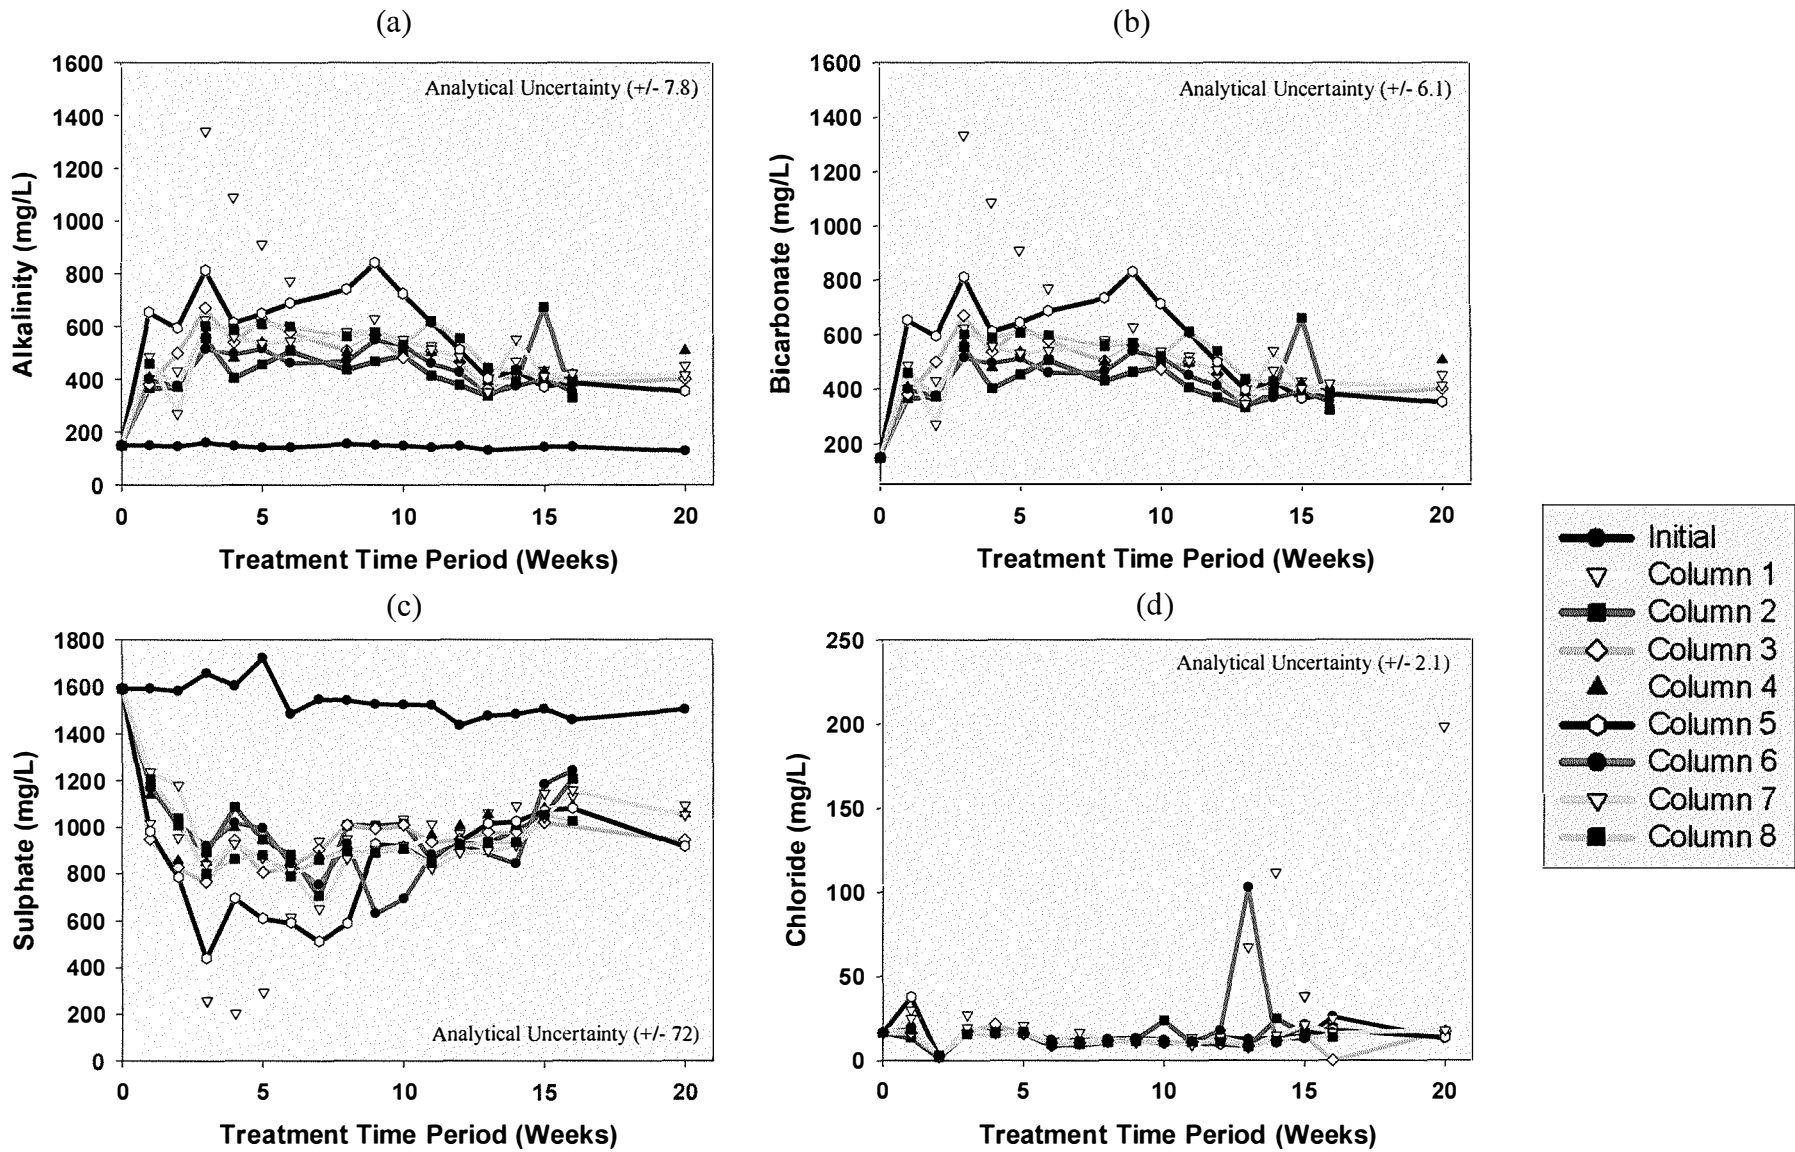 (a)
Analytical Uncertainty (+/- 7.8)
Alkalinity (mg/L)
1600
1400
1200
1000
800
600
400
200
0
0 5 10 15 20
Treatment Time Period (Weeks)
(b)
Analytical Uncertainty (+/- 6.1)
Bicarbonate (mg/L)
1600
1400
1200
1000
800
600
400
200
0 5 10 15 20
Treatment Time Period (Weeks)
(c)
Sulphate (mg/L)
1800
1600
1400
1200
1000
800
600
400
200
0
Analytical Uncertainty (+/- 72)
0 5 10 15 20
Treatment Time Period (Weeks)
(d)
Analytical Uncertainty (+/- 2.1)
Chloride (mg/L)
250
200
150
100
50
0
0 5 10 15 20
Treatment Time Period (Weeks)
Initial
Column 1
Column 2
Column 3
Column 4
Column 5
Column 6
Column 7
Column 8